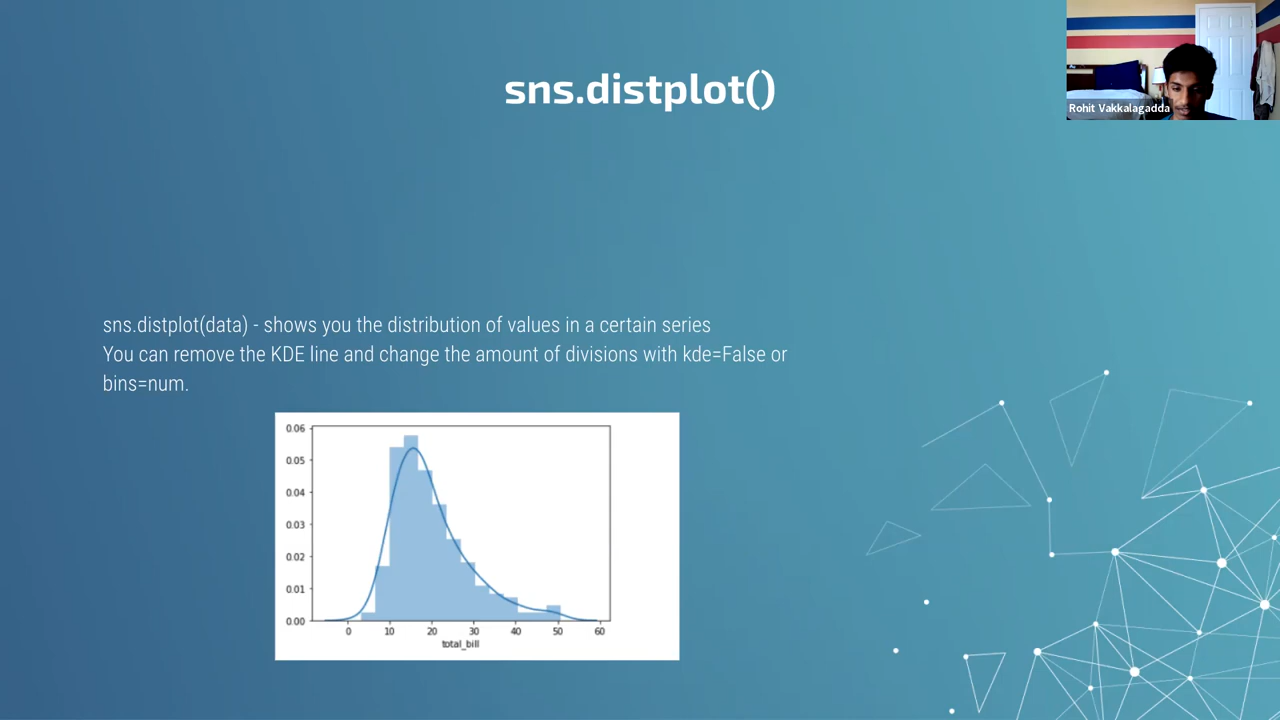 sns.distplot()
Rohit Vakkalagadda
sns.distplot(data) - shows you the distribution of values in a certain series
You can remove the KDE line and change the amount of divisions with kde=False or
bins=num.
0.06
0.05
0.04
0.03
0.02
0.01
0.00
0 10 20 30 40 50 60
total_bill